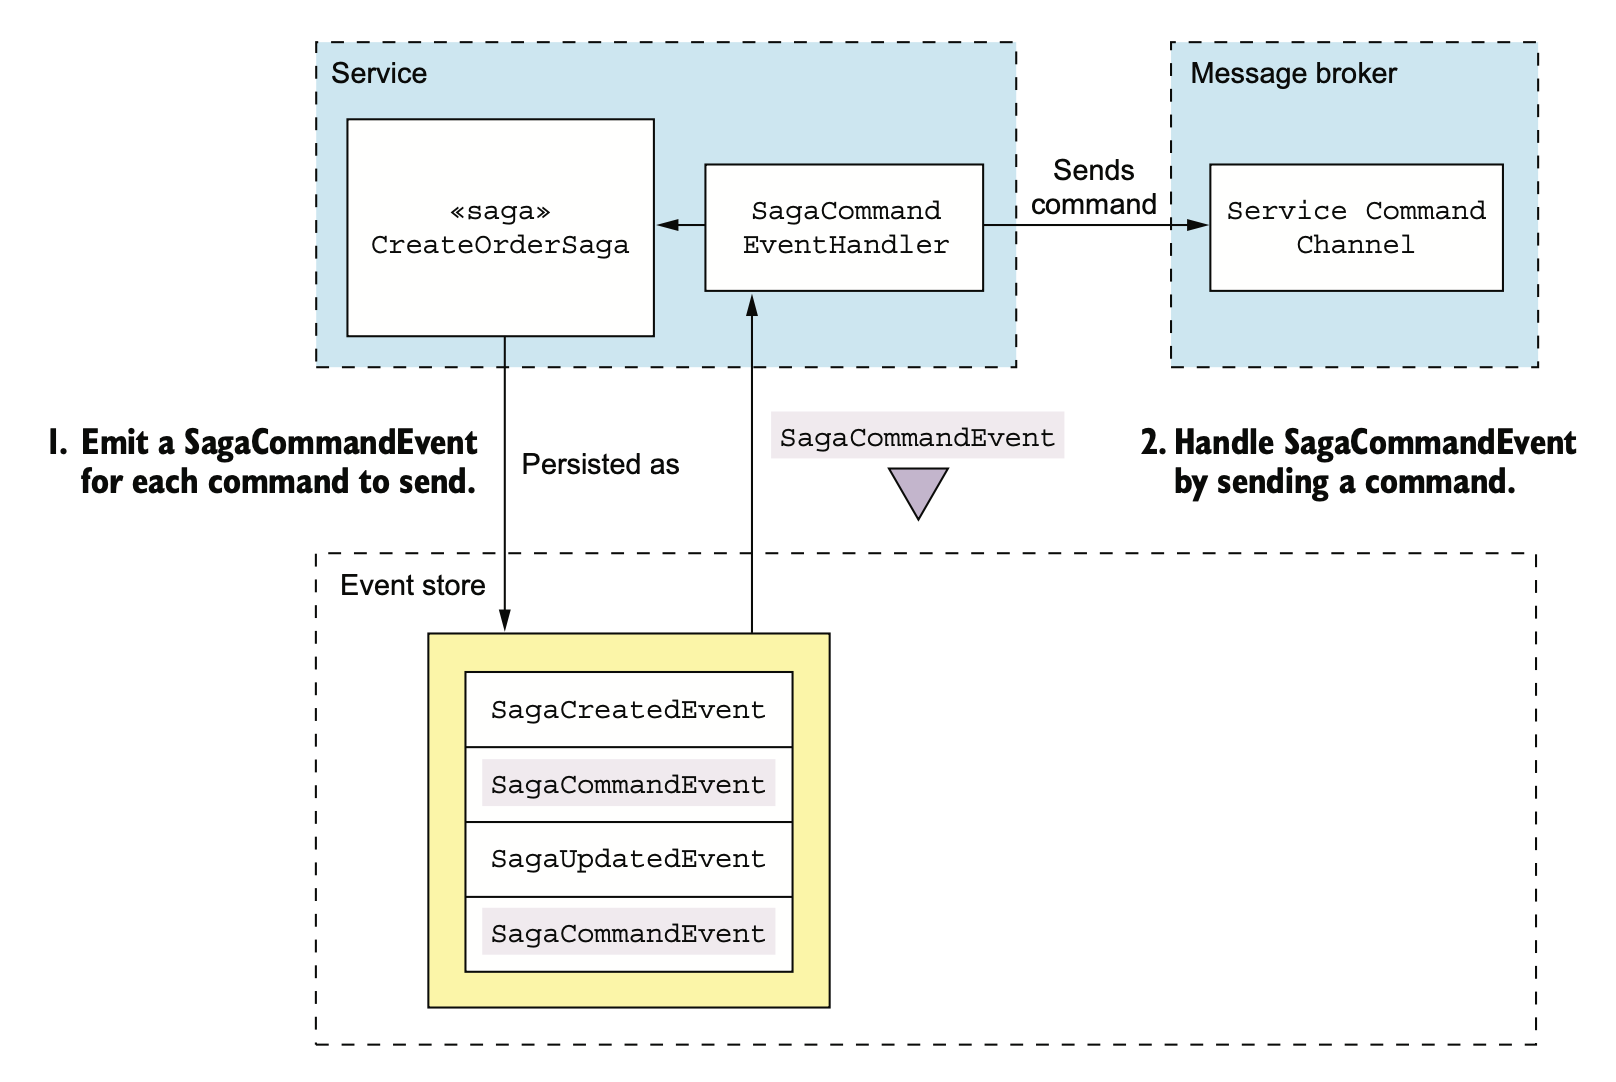 Service
Message broker
«saga»
CreateOrderSaga
SagaCommand
EventHandler
Sends
command
Service Command
Channel
1. Emit a SagaCommandEvent
for each command to send.
Persisted as
SagaCommandEvent
2. Handle SagaCommandEvent
by sending a command.
Event store
SagaCreatedEvent
SagaCommandEvent
SagaUpdatedEvent
SagaCommandEvent